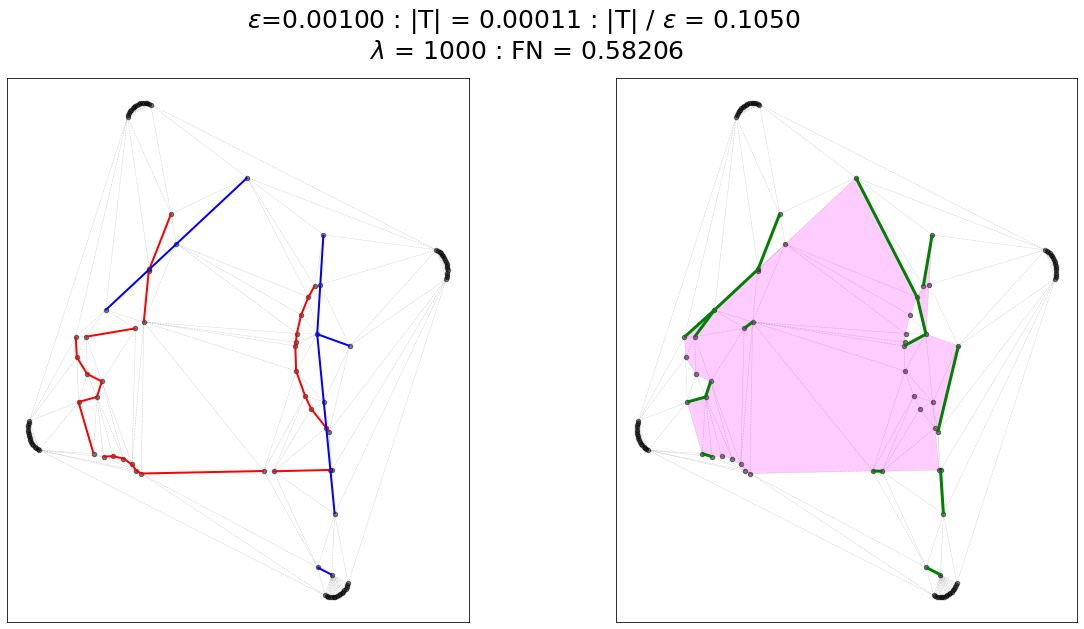 ε=0.00100 : |T| = 0.00011 : |T| / ε = 0.1050
λ = 1000 : FN = 0.58206